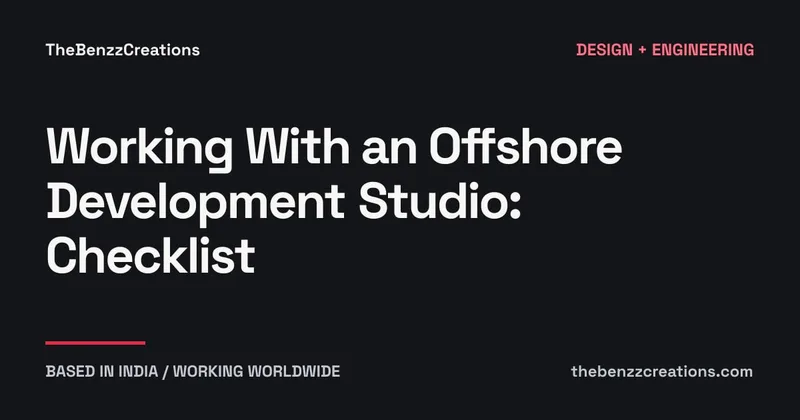 TheBenzzCreations
DESIGN + ENGINEERING
Working With an Offshore
Development Studio:
Checklist
BASED IN INDIA / WORKING WORLDWIDE
thebenzzcreations.com